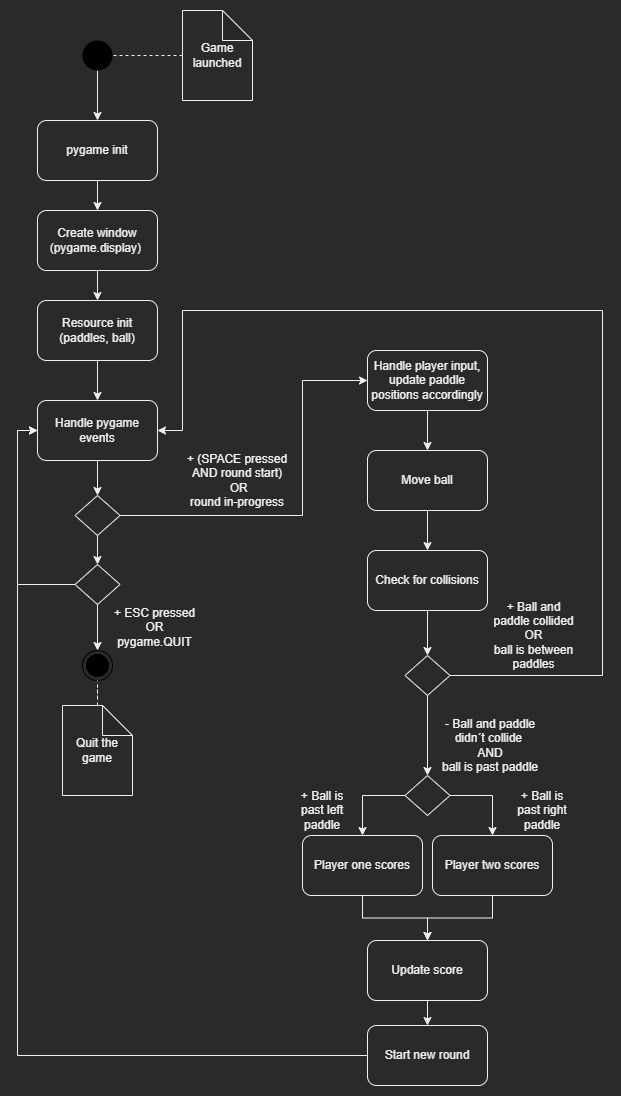 Game
launched
pygame init
Create window
(pygame.display)
Resource init
(paddles, ball)
Handle pygame
events
+ (SPACE pressed
AND round start)
OR
round in-progress
+ ESC pressed
OR
pygame.QUIT
Quit the
game
Handle player input,
update paddle
positions accordingly
Move ball
Check for collisions
+ Ball and
paddle collided
OR
ball is between
paddles
- Ball and paddle
didn´t collide
AND
ball is past paddle
+ Ball is
past left
paddle
+ Ball is
past right
paddle
Player one scores
Player two scores
Update score
Start new round